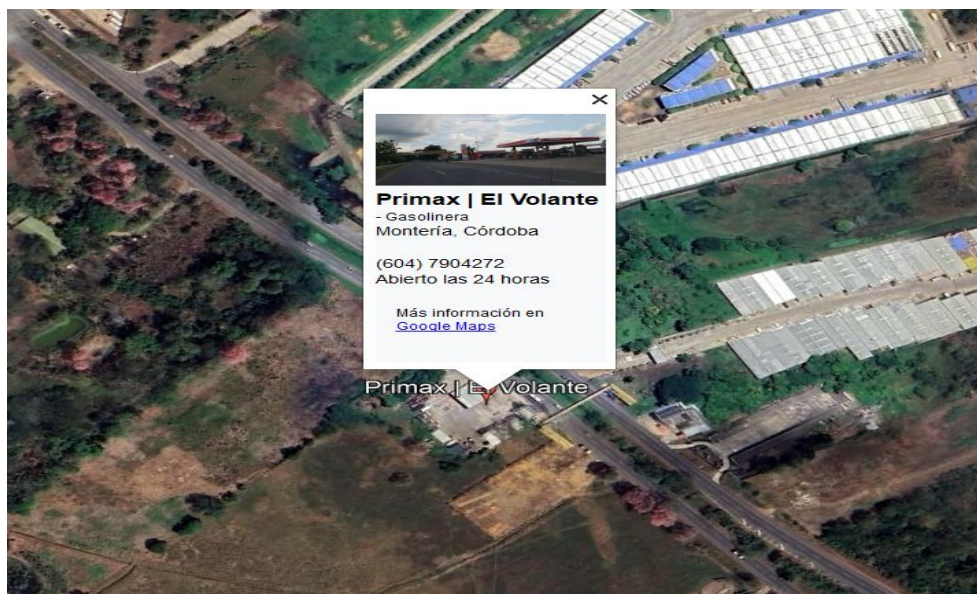 Primax | El Volante
- Gasolinera
Montería, Córdoba
(604) 7904272
Abierto las 24 horas
Más información en
Google Maps
Primax | El Volante